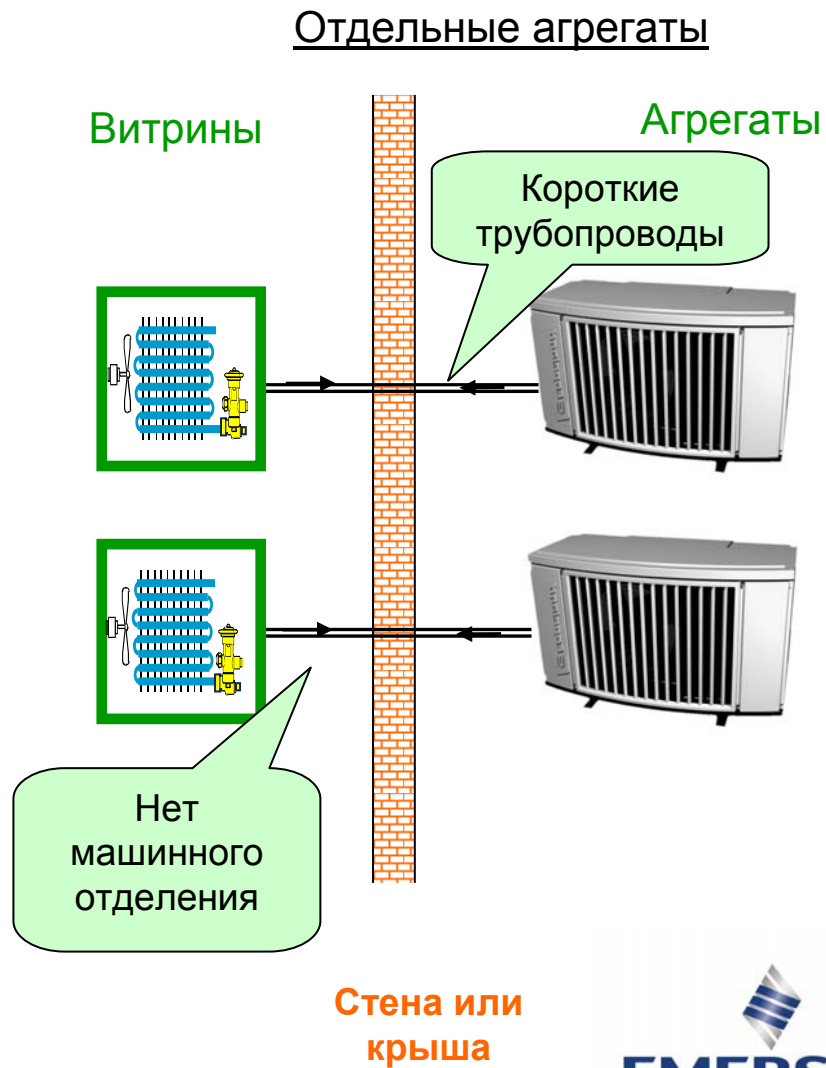 Отдельные агрегаты
Витрины
Агрегаты
Короткие
трубопроводы
Нет
машинного
отделения
Стена или
крыша